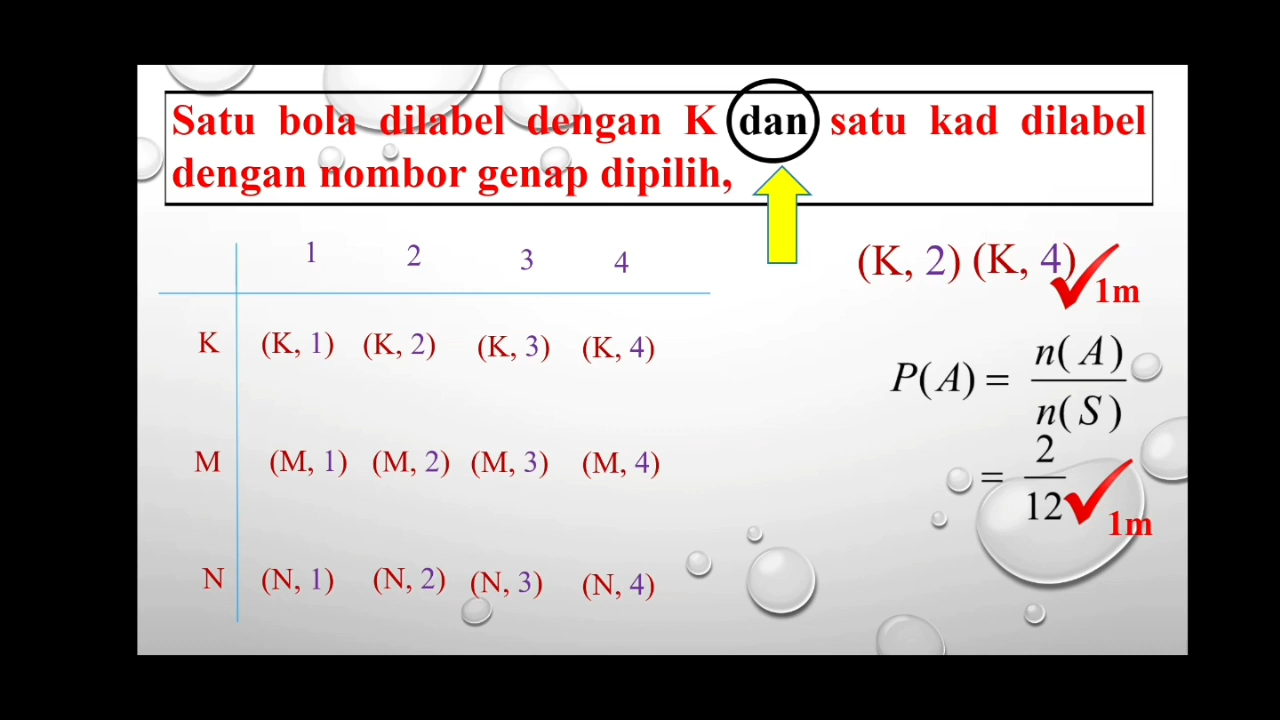 Satu bola dilabel dengan K dan satu kad dilabel
dengan nombor genap dipilih,
1 2 3 4
K (K, 1) (K, 2) (K, 3) (K, 4)
M (M, 1) (M, 2) (M, 3) (M, 4)
N (N, 1) (N, 2) (N, 3) (N, 4)
(K, 2) (K, 4)
1m
P(A) = n(A)/n(S)
= 2/12
1m